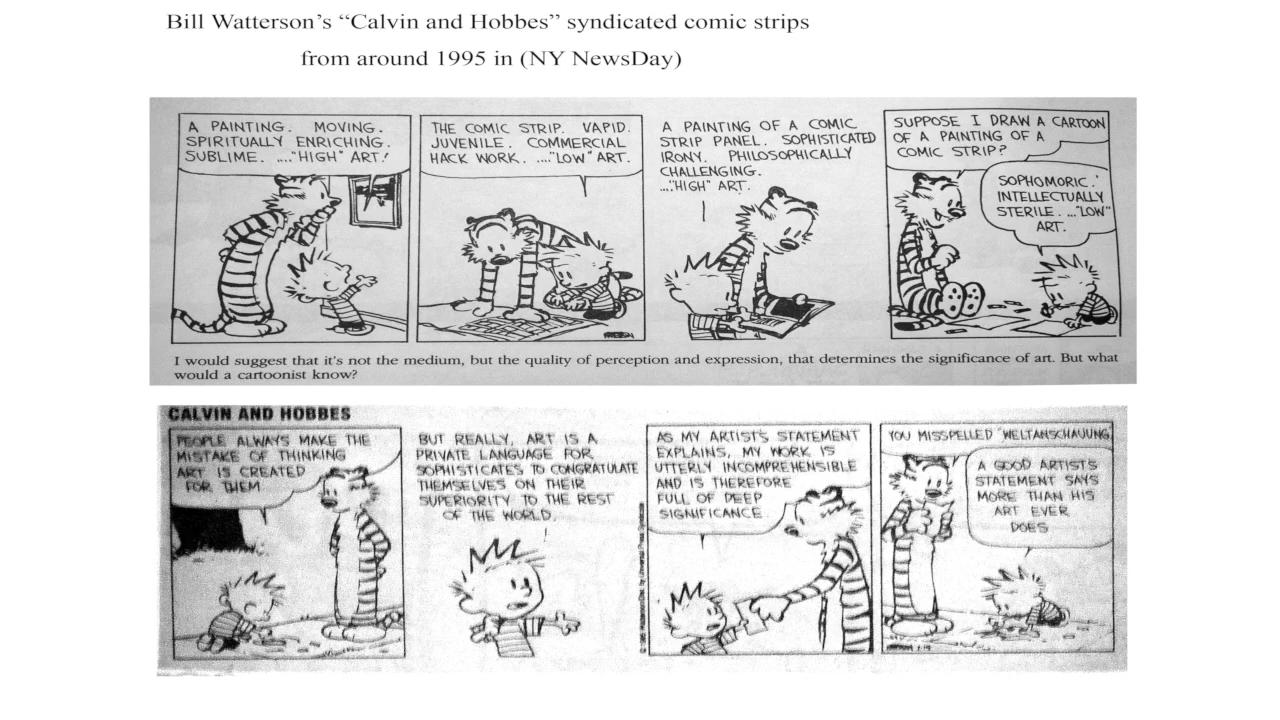 Bill Watterson's “Calvin and Hobbes” syndicated comic strips
from around 1995 in (NY NewsDay)
A PAINTING. MOVING.
SPIRITUALLY ENRICHING.
SUBLIME. ...."HIGH" ART!
THE COMIC STRIP. VAPID.
JUVENILE. COMMERCIAL
HACK WORK. ...."LOW" ART.
A PAINTING OF A COMIC
STRIP PANEL. SOPHISTICATED
IRONY. PHILOSOPHICALLY
CHALLENGING.
...."HIGH" ART.
SUPPOSE I DRAW A CARTOON
OF A PAINTING OF A
COMIC STRIP?
SOPHOMORIC.
INTELLECTUALLY
STERILE. ...."LOW"
ART.
I would suggest that it's not the medium, but the quality of perception and expression, that determines the significance of art. But what
would a cartoonist know?
CALVIN AND HOBBES
PEOPLE ALWAYS MAKE THE
MISTAKE OF THINKING
ART IS CREATED
FOR THEM
BUT REALLY, ART IS A
PRIVATE LANGUAGE FOR
SOPHISTICATES TO CONGRATULATE
THEMSELVES ON THEIR
SUPERIORITY TO THE REST
OF THE WORLD.
AS MY ARTIST'S STATEMENT
EXPLAINS, MY WORK IS
UTTERLY INCOMPREHENSIBLE
AND IS THEREFORE
FULL OF DEEP
SIGNIFICANCE.
YOU MISSPELLED "WELTANSCHAUUNG
A GOOD ARTIST'S
STATEMENT SAYS
MORE THAN HIS
ART EVER
DOES